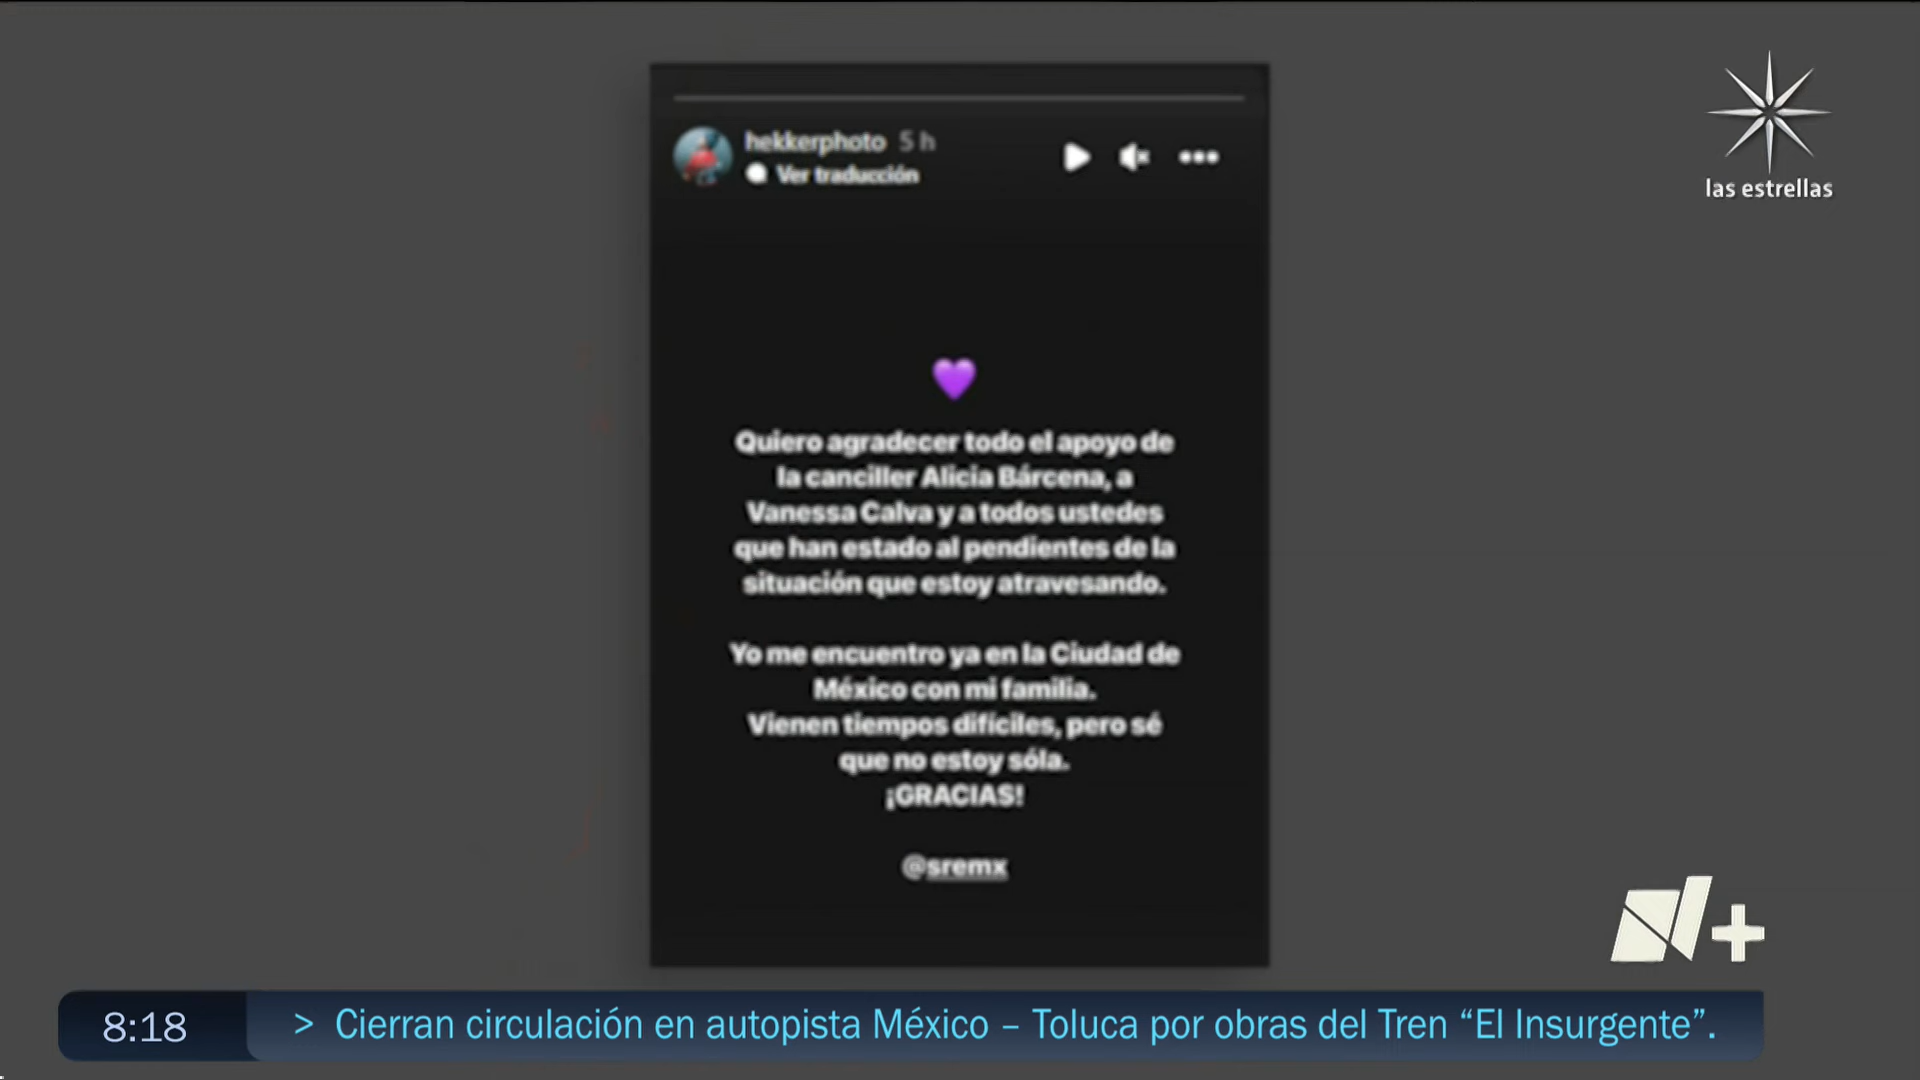 las estrellas
hekkerphoto 5 h
Ver traducción
Quiero agradecer todo el apoyo de
la canciller Alicia Bárcena, a
Vanessa Calva y a todos ustedes
que han estado al pendientes de la
situación que estoy atravesando.
Yo me encuentro ya en la Ciudad de
México con mi familia.
Vienen tiempos difíciles, pero sé
que no estoy sóla.
¡GRACIAS!
@sremx
N+
8:18
> Cierran circulación en autopista México – Toluca por obras del Tren “El Insurgente”.